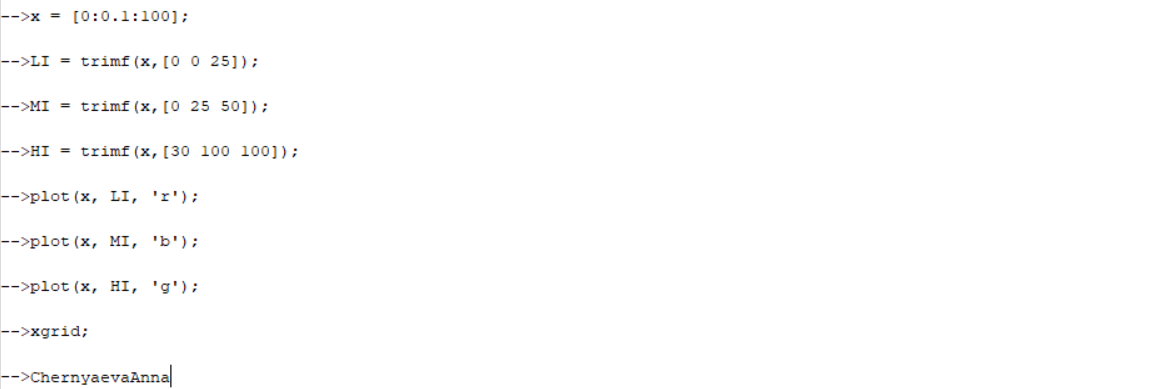 -->x = [0:0.1:100];
-->LI = trimf(x,[0 0 25]);
-->MI = trimf(x,[0 25 50]);
-->HI = trimf(x,[30 100 100]);
-->plot(x, LI, 'r');
-->plot(x, MI, 'b');
-->plot(x, HI, 'g');
-->xgrid;
-->ChernyaevaAnna